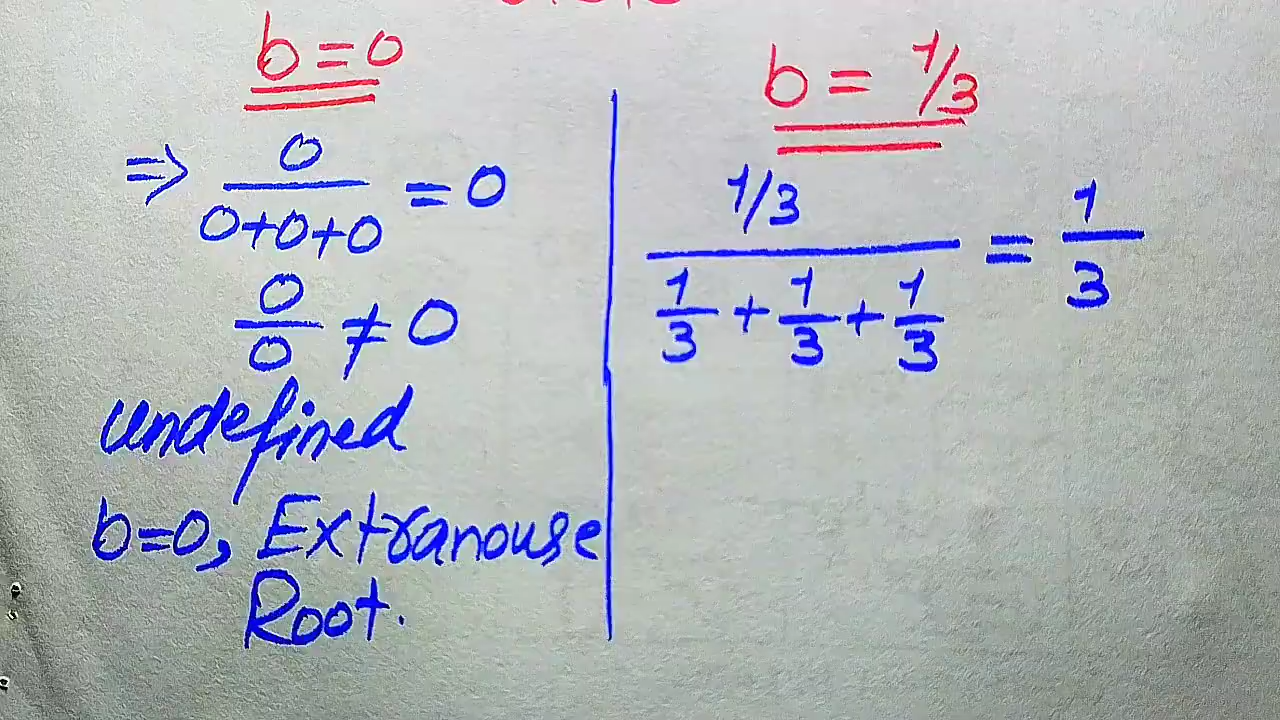 b=0
⇒ 0/(0+0+0) = 0
0/0 ≠ 0
undefined
b=0, Extranouse
Root.
b = 1/3
(1/3)/(1/3 + 1/3 + 1/3) = 1/3